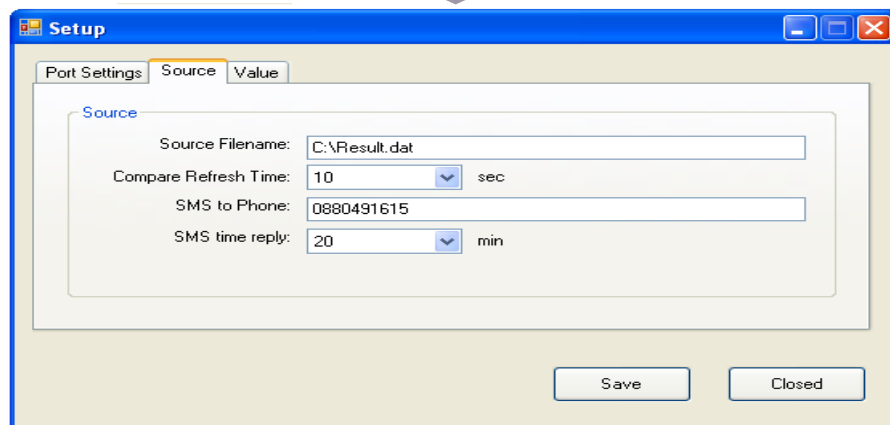 Setup
Port Settings Source Value
Source
Source Filename: C:\Result.dat
Compare Refresh Time: 10 sec
SMS to Phone: 0880491615
SMS time reply: 20 min
Save Closed